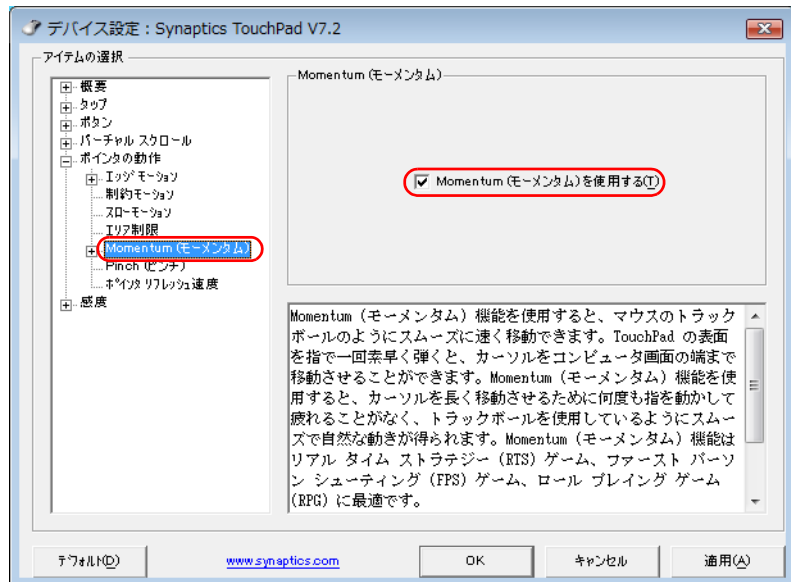 デバイス設定 : Synaptics TouchPad V7.2
アイテムの選択
概要
タップ
ボタン
バーチャル スクロール
ポインタの動作
エッジ モーション
制約モーション
スローモーション
エリア制限
Momentum (モーメンタム)
Pinch (ピンチ)
ポインタ リフレッシュ速度
感度
Momentum (モーメンタム)
Momentum (モーメンタム)を使用する(T)
Momentum (モーメンタム) 機能を使用すると、マウスのトラック
ボールのようにスムーズに速く移動できます。TouchPad の表面
を指で一回素早く弾くと、カーソルをコンピュータ画面の端まで
移動させることができます。Momentum (モーメンタム) 機能を使
用すると、カーソルを長く移動させるために何度も指を動かして
疲れることがなく、トラックボールを使用しているようにスムー
ズで自然な動きが得られます。Momentum (モーメンタム) 機能は
リアル タイム ストラテジー (RTS) ゲーム、ファースト パーソ
ン シューティング (FPS) ゲーム、ロール プレイング ゲーム
(RPG) に最適です。
デフォルト(D)
www.synaptics.com
OK
キャンセル
適用(A)